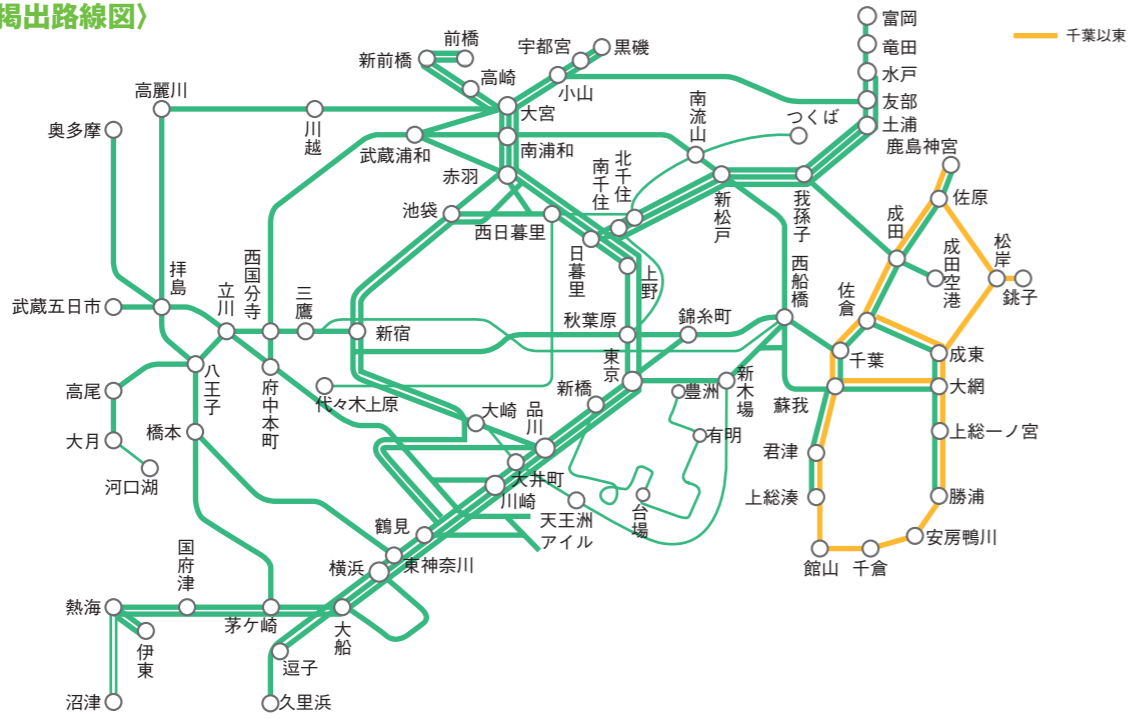 掲出路線図〉
千葉以東
富岡
竜田
水戸
友部
土浦
鹿島神宮
佐原
前橋
新前橋
高崎
宇都宮
黒磯
小山
大宮
南浦和
高麗川
川越
奥多摩
武蔵浦和
赤羽
池袋
西日暮里
南千住
北千住
日暮里
上野
南流山
つくば
新松戸
我孫子
成田
成田空港
松岸
銚子
佐倉
西船橋
武蔵五日市
拝島
立川
西国分寺
三鷹
新宿
秋葉原
錦糸町
東京
千葉
成東
大網
蘇我
新木場
豊洲
有明
新橋
品川
大崎
代々木上原
府中本町
八王子
高尾
大月
河口湖
橋本
大井町
川崎
天王洲
アイル
台場
君津
上総湊
上総一ノ宮
勝浦
安房鴨川
千倉
館山
鶴見
東神奈川
横浜
国府津
熱海
茅ケ崎
大船
伊東
逗子
沼津
久里浜